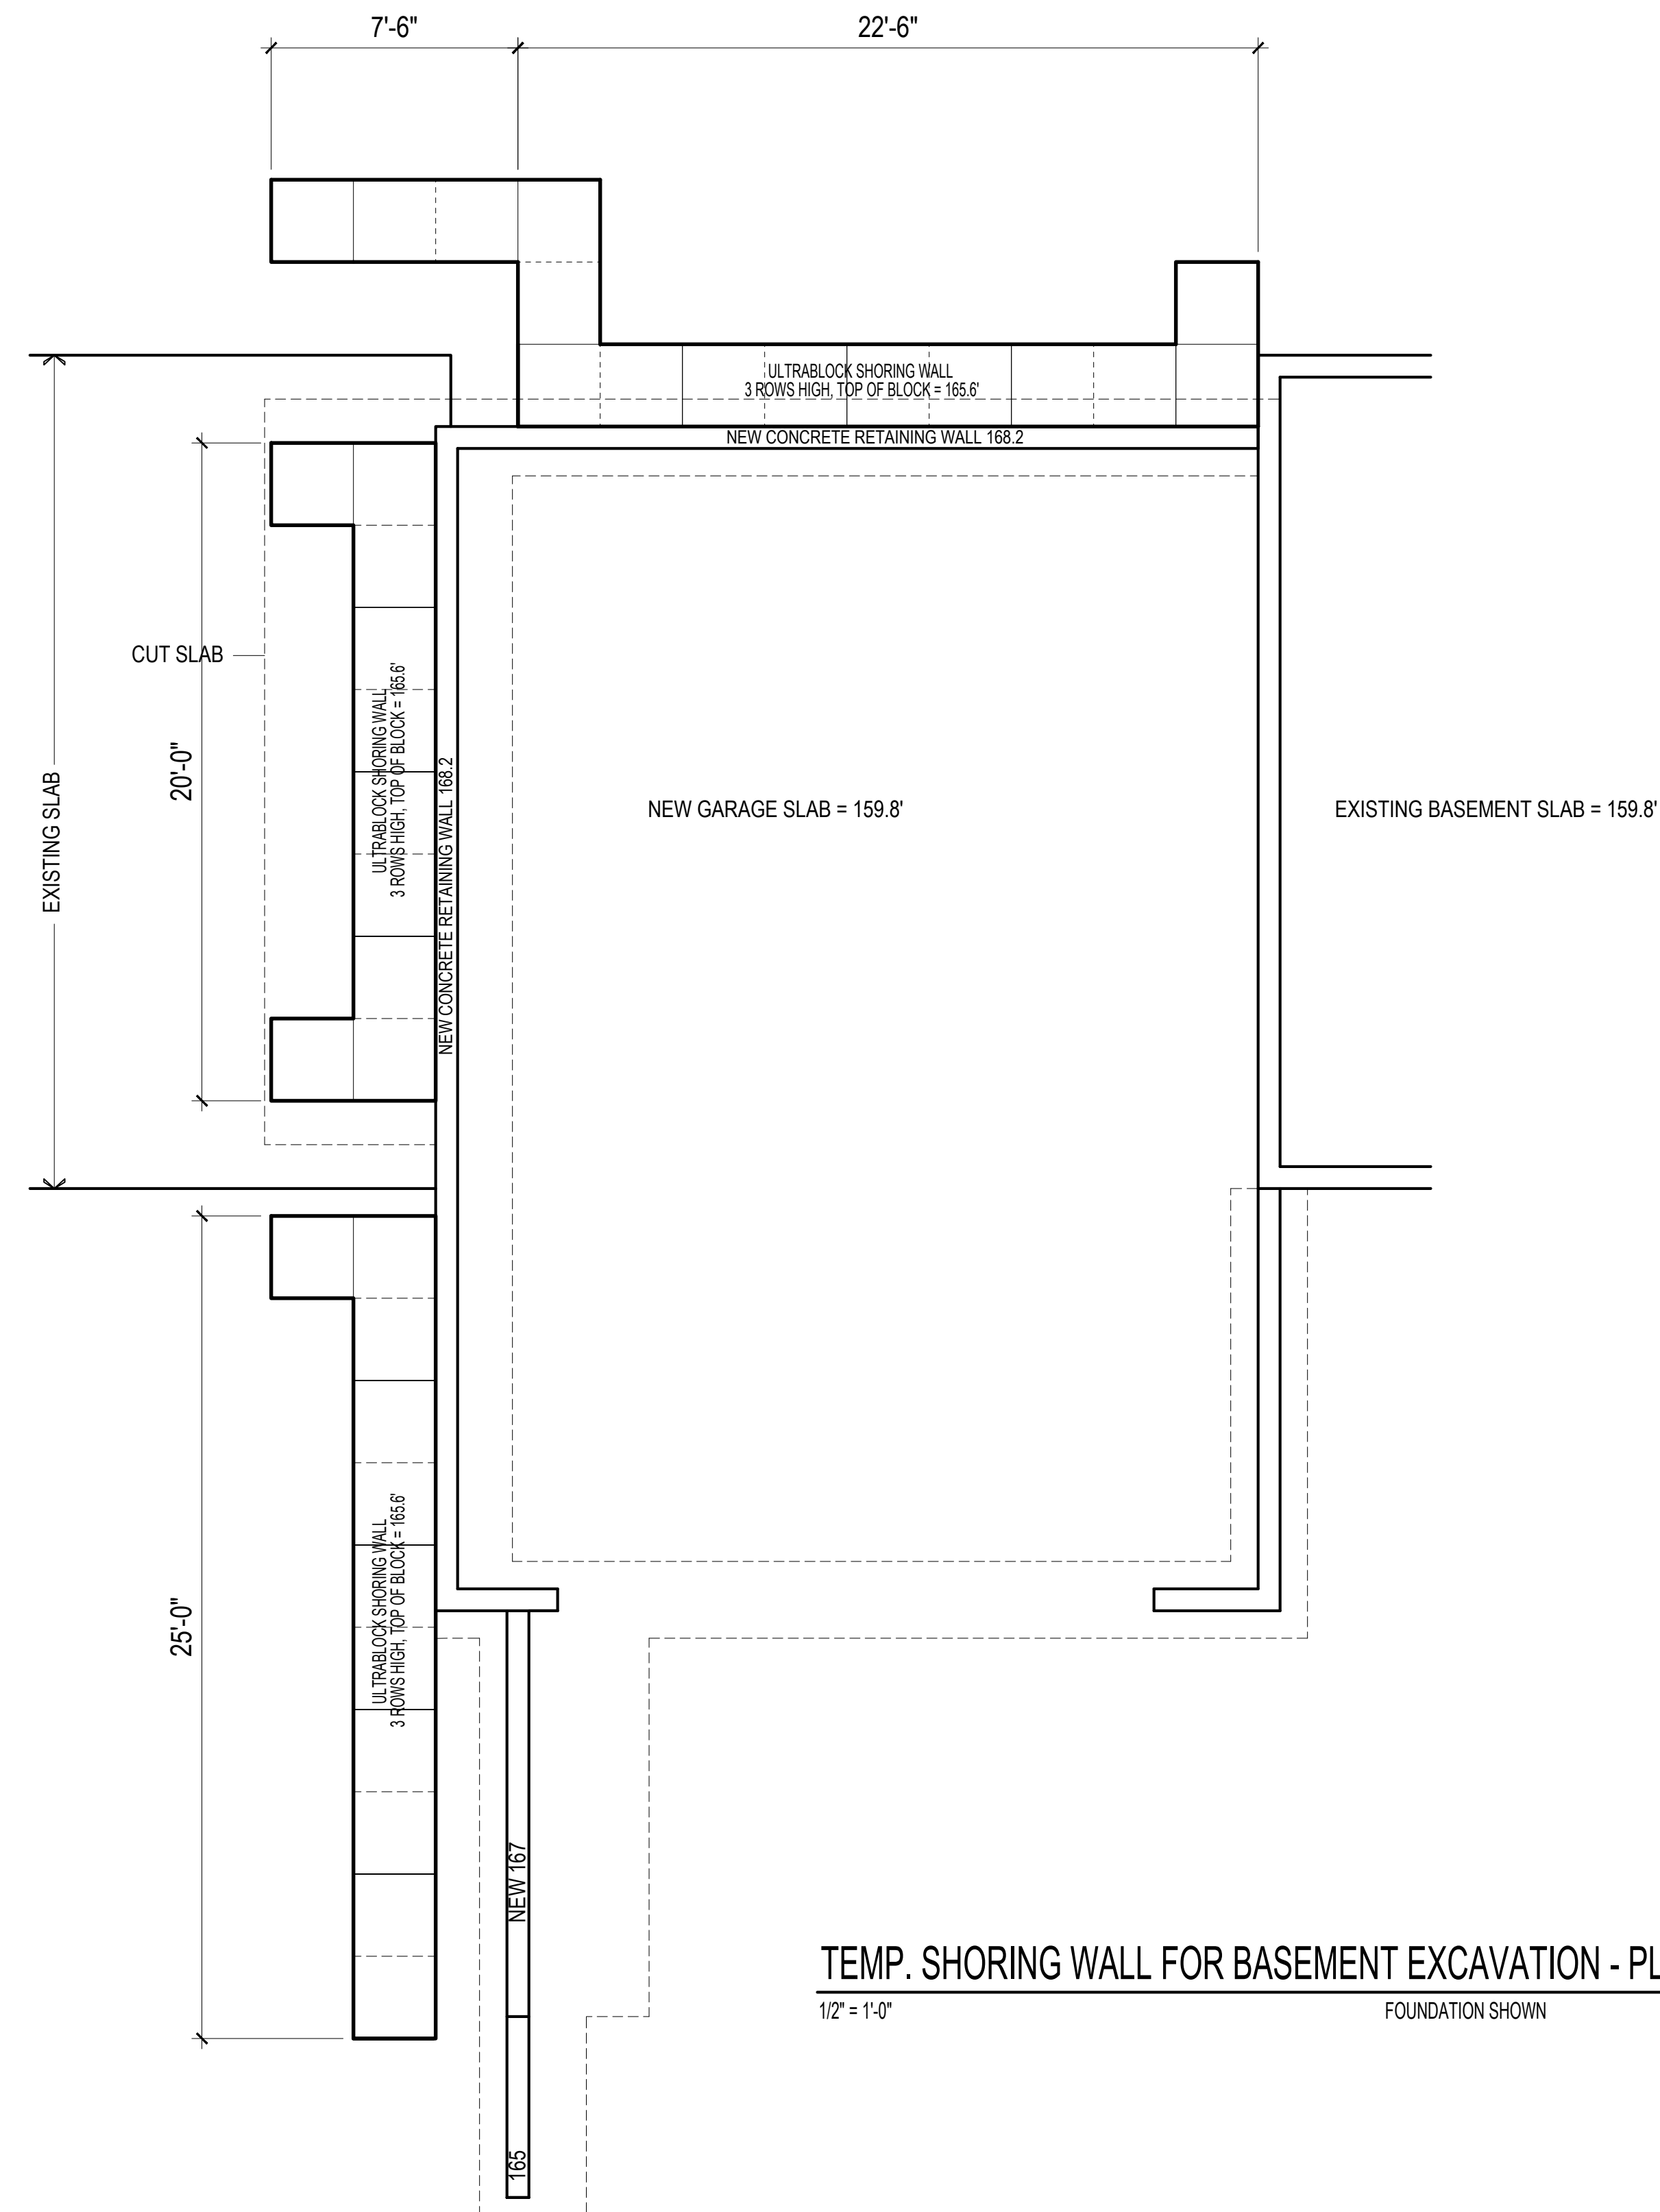 7'-6"
22'-6"
ULTRABLOCK SHORING WALL
3 ROWS HIGH, TOP OF BLOCK = 165.6'
NEW CONCRETE RETAINING WALL 168.2
CUT SLAB
EXISTING SLAB
20'-0"
ULTRABLOCK SHORING WALL
3 ROWS HIGH, TOP OF BLOCK = 165.6'
NEW CONCRETE RETAINING WALL 168.2
NEW GARAGE SLAB = 159.8'
EXISTING BASEMENT SLAB = 159.8'
25'-0"
ULTRABLOCK SHORING WALL
3 ROWS HIGH, TOP OF BLOCK = 165.6'
NEW 167
165
TEMP. SHORING WALL FOR BASEMENT EXCAVATION - PL
1/2" = 1'-0"
FOUNDATION SHOWN